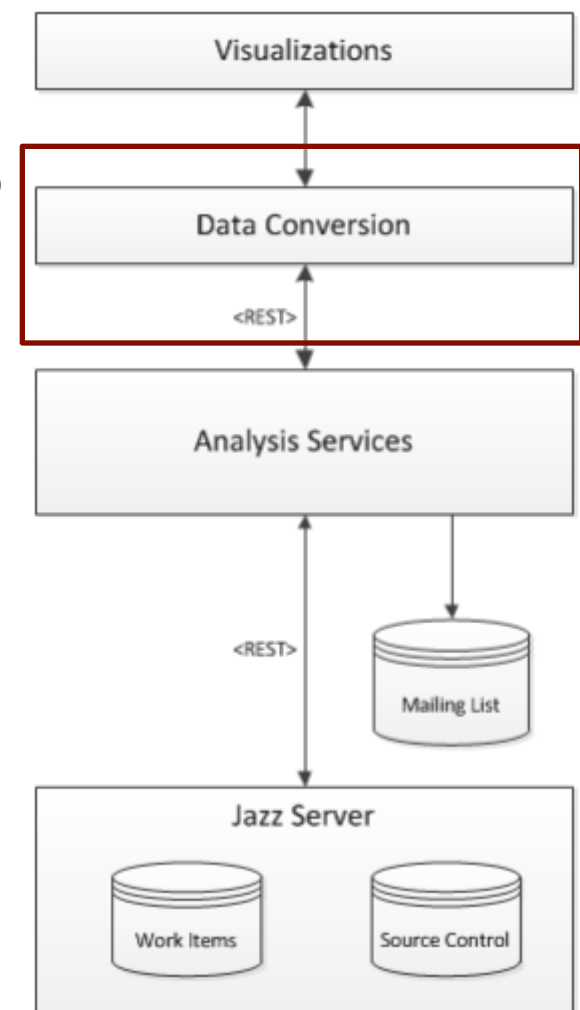 Visualizations
Data Conversion
<REST>
Analysis Services
<REST>
Mailing List
Jazz Server
Work Items
Source Control